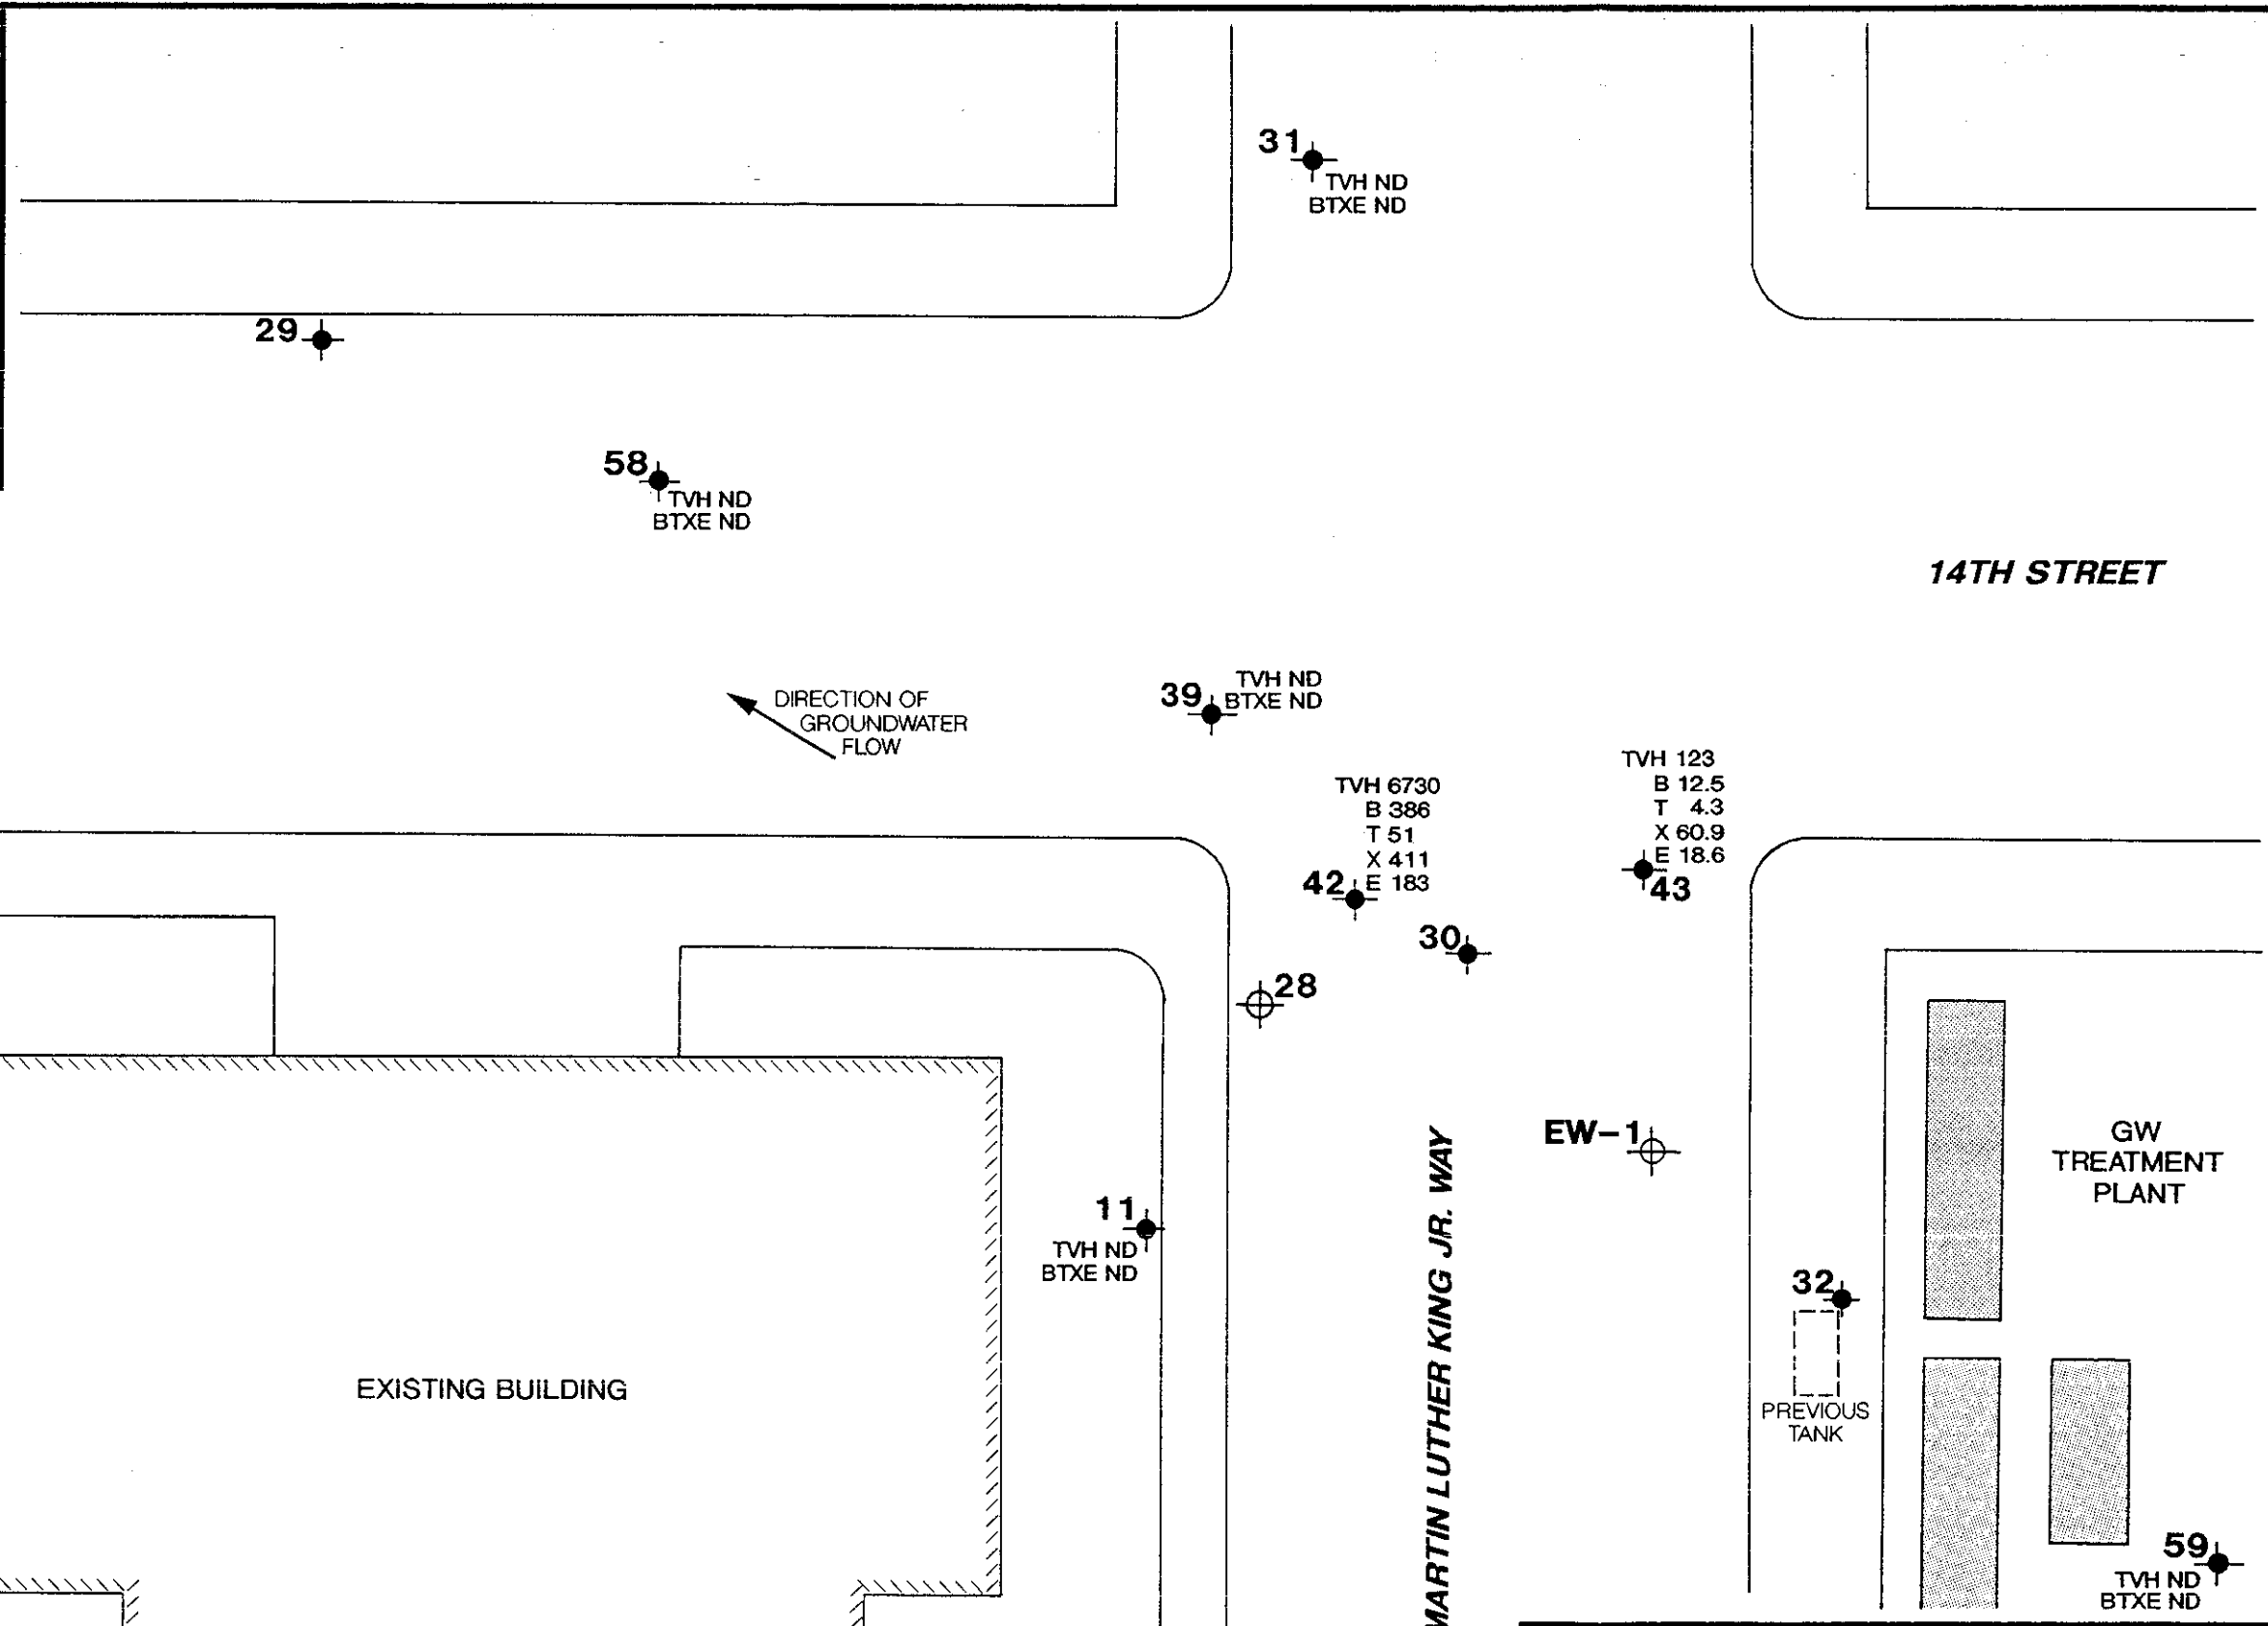 31
TVH ND
BTXE ND
29
58
TVH ND
BTXE ND
14TH STREET
DIRECTION OF
GROUNDWATER
FLOW
39
TVH ND
BTXE ND
TVH 6730
B 386
T 51
X 411
E 183
42
TVH 123
B 12.5
T 4.3
X 60.9
E 18.6
43
30
28
EW-1
GW
TREATMENT
PLANT
11
TVH ND
BTXE ND
MARTIN LUTHER KING JR. WAY
32
PREVIOUS
TANK
EXISTING BUILDING
59
TVH ND
BTXE ND